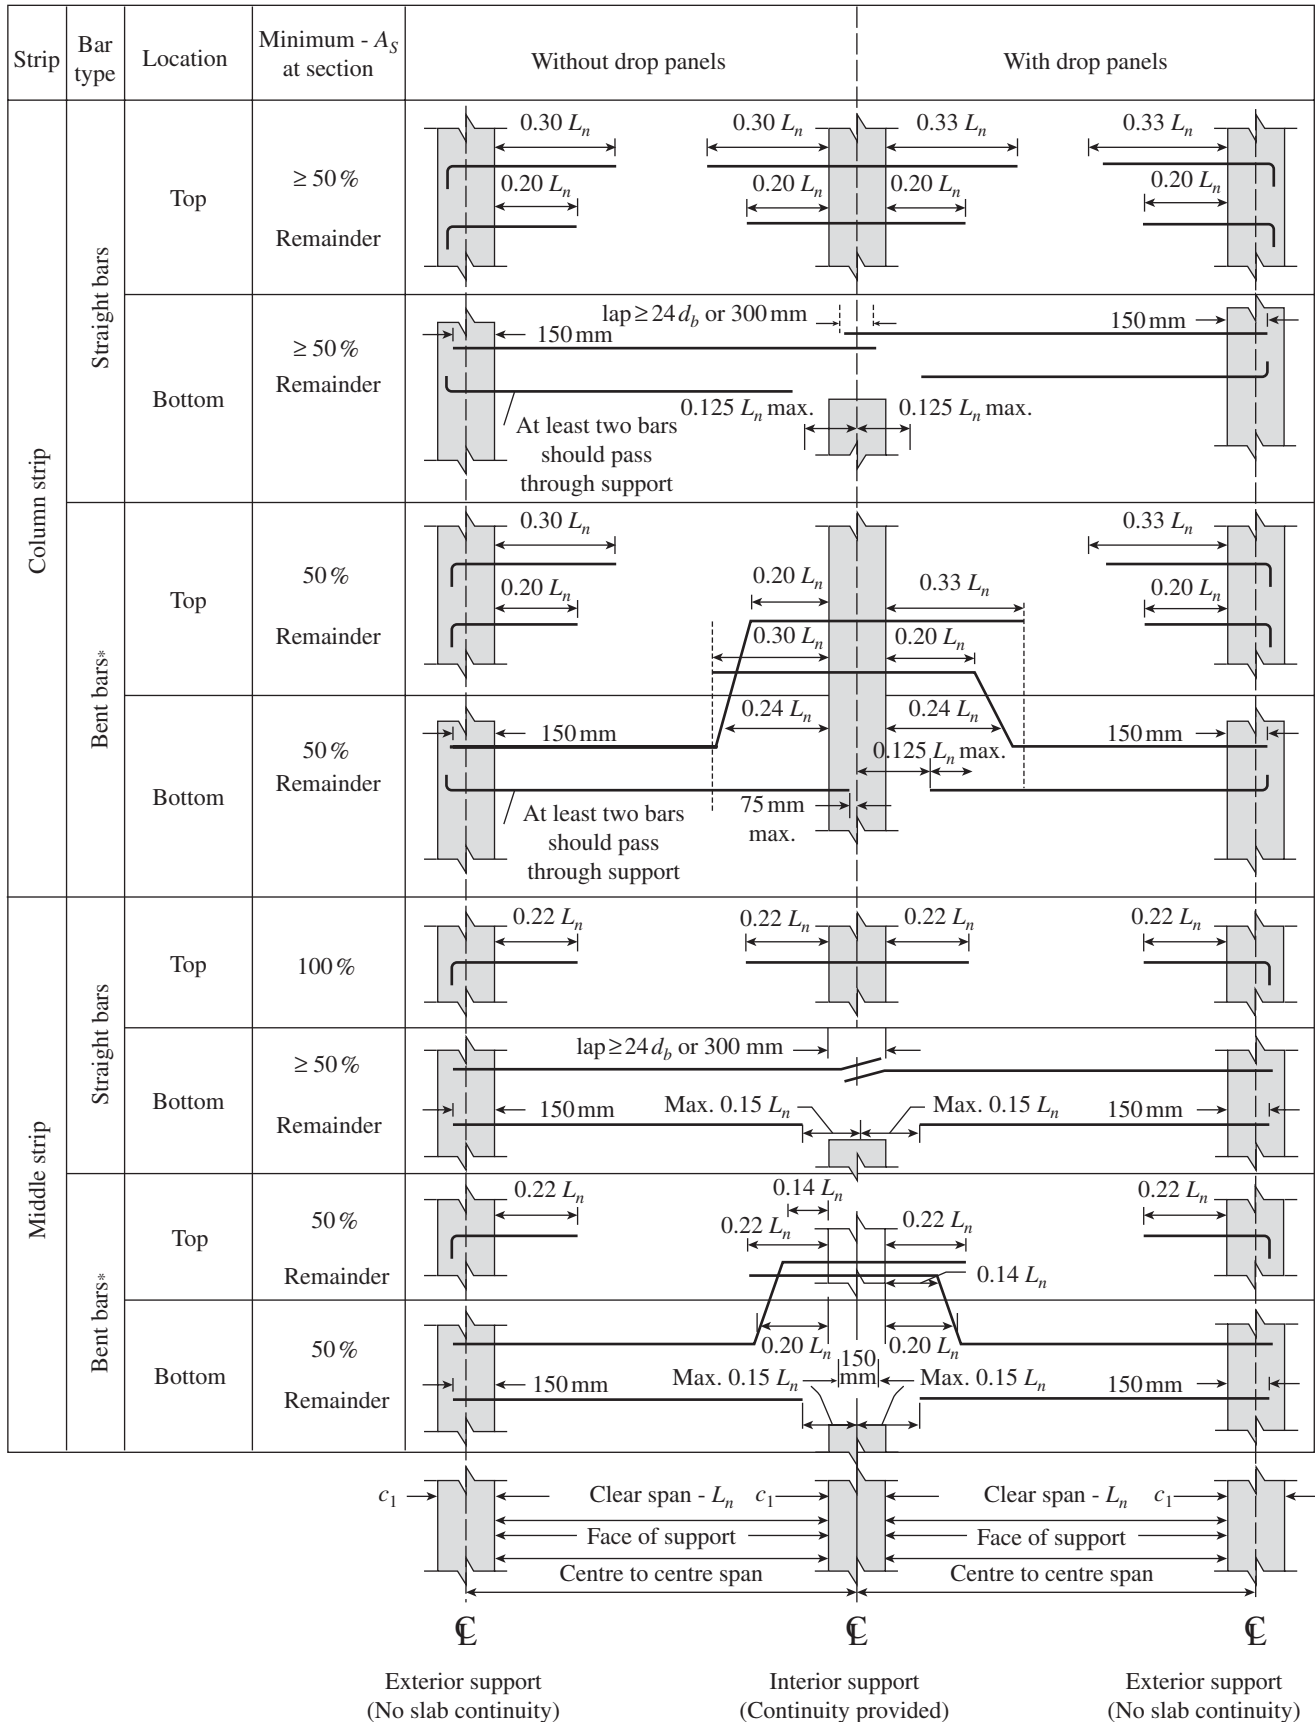 Strip
Bar type
Location
Minimum - A_S at section
Without drop panels
With drop panels
Column strip
Straight bars
Top
≥ 50 %
Remainder
0.30 L_n
0.30 L_n
0.33 L_n
0.33 L_n
0.20 L_n
0.20 L_n
0.20 L_n
0.20 L_n
Bottom
≥ 50 %
Remainder
lap ≥ 24 d_b or 300 mm
150 mm
150 mm
0.125 L_n max.
0.125 L_n max.
At least two bars
should pass
through support
Bent bars*
Top
50 %
Remainder
0.30 L_n
0.33 L_n
0.20 L_n
0.20 L_n
0.33 L_n
0.20 L_n
0.30 L_n
0.20 L_n
Bottom
50 %
Remainder
0.24 L_n
0.24 L_n
150 mm
150 mm
0.125 L_n max.
75 mm
max.
At least two bars
should pass
through support
Middle strip
Straight bars
Top
100 %
0.22 L_n
0.22 L_n
0.22 L_n
0.22 L_n
Bottom
≥ 50 %
Remainder
lap ≥ 24 d_b or 300 mm
150 mm
Max. 0.15 L_n
Max. 0.15 L_n
150 mm
Bent bars*
Top
50 %
Remainder
0.22 L_n
0.14 L_n
0.22 L_n
0.22 L_n
0.22 L_n
0.14 L_n
Bottom
50 %
Remainder
0.20 L_n
0.20 L_n
150
mm
150 mm
Max. 0.15 L_n
Max. 0.15 L_n
150 mm
c_1
Clear span - L_n
c_1
Clear span - L_n
c_1
Face of support
Face of support
Centre to centre span
Centre to centre span
℄
℄
℄
Exterior support
(No slab continuity)
Interior support
(Continuity provided)
Exterior support
(No slab continuity)